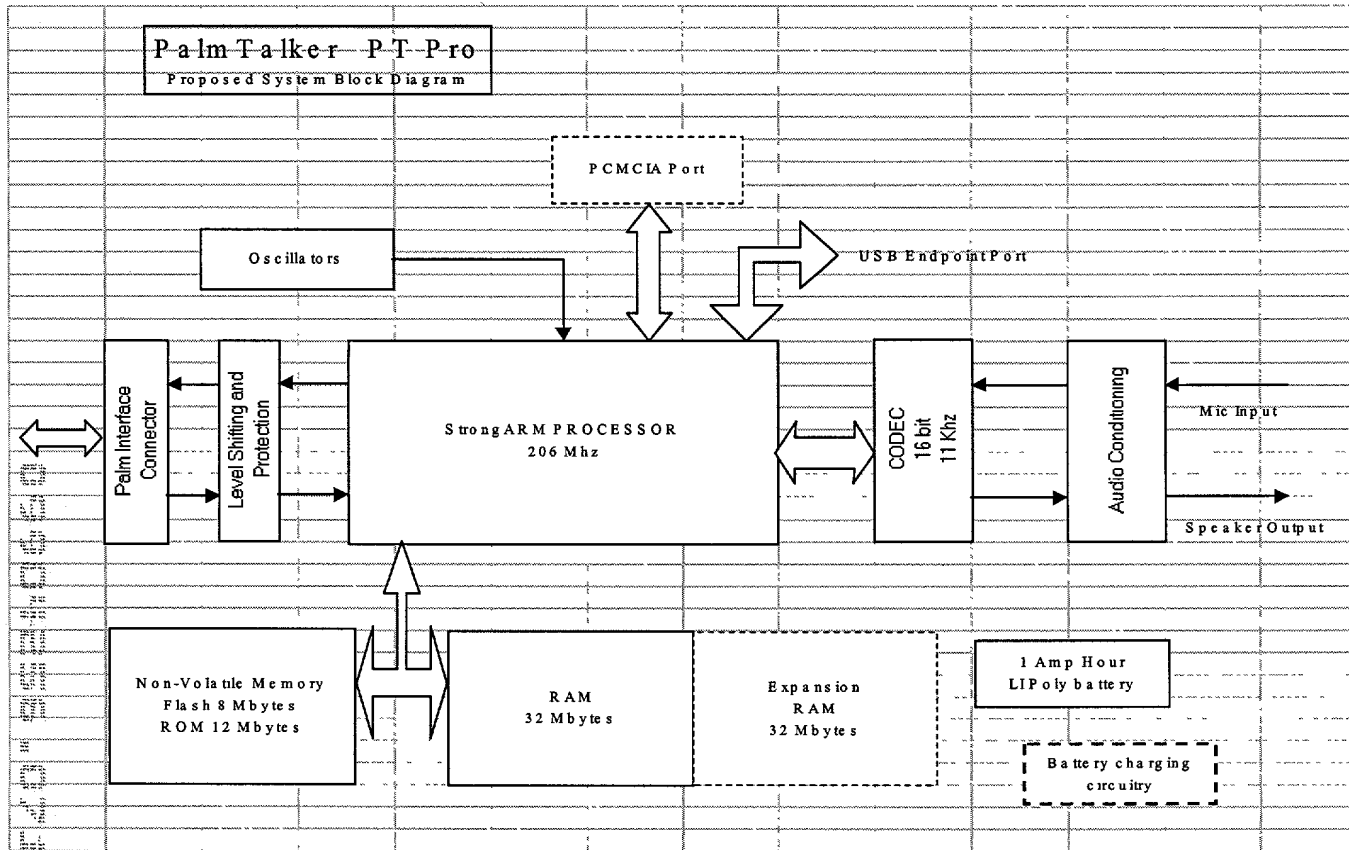 PalmTalker PT Pro
Proposed System Block Diagram
PCMCIA Port
Oscillators
USB Endpoint Port
Palm Interface
Connector
Level Shifting and
Protection
StrongARM PROCESSOR
206 Mhz
CODEC
16 bit
11 Khz
Audio Conditioning
Mic Input
Speaker Output
Non-Volatile Memory
Flash 8 Mbytes
ROM 12 Mbytes
RAM
32 Mbytes
Expansion
RAM
32 Mbytes
1 Amp Hour
LIPoly battery
Battery charging
circuitry